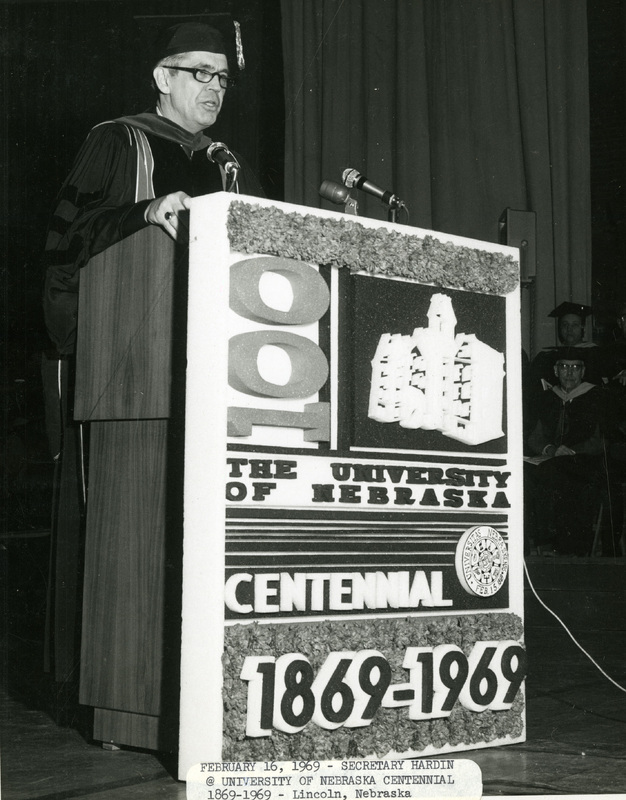 100
THE UNIVERSITY
OF NEBRASKA
CENTENNIAL
1869-1969
FEBRUARY 16, 1969 - SECRETARY HARDIN
@ UNIVERSITY OF NEBRASKA CENTENNIAL
1869-1969 - Lincoln, Nebraska